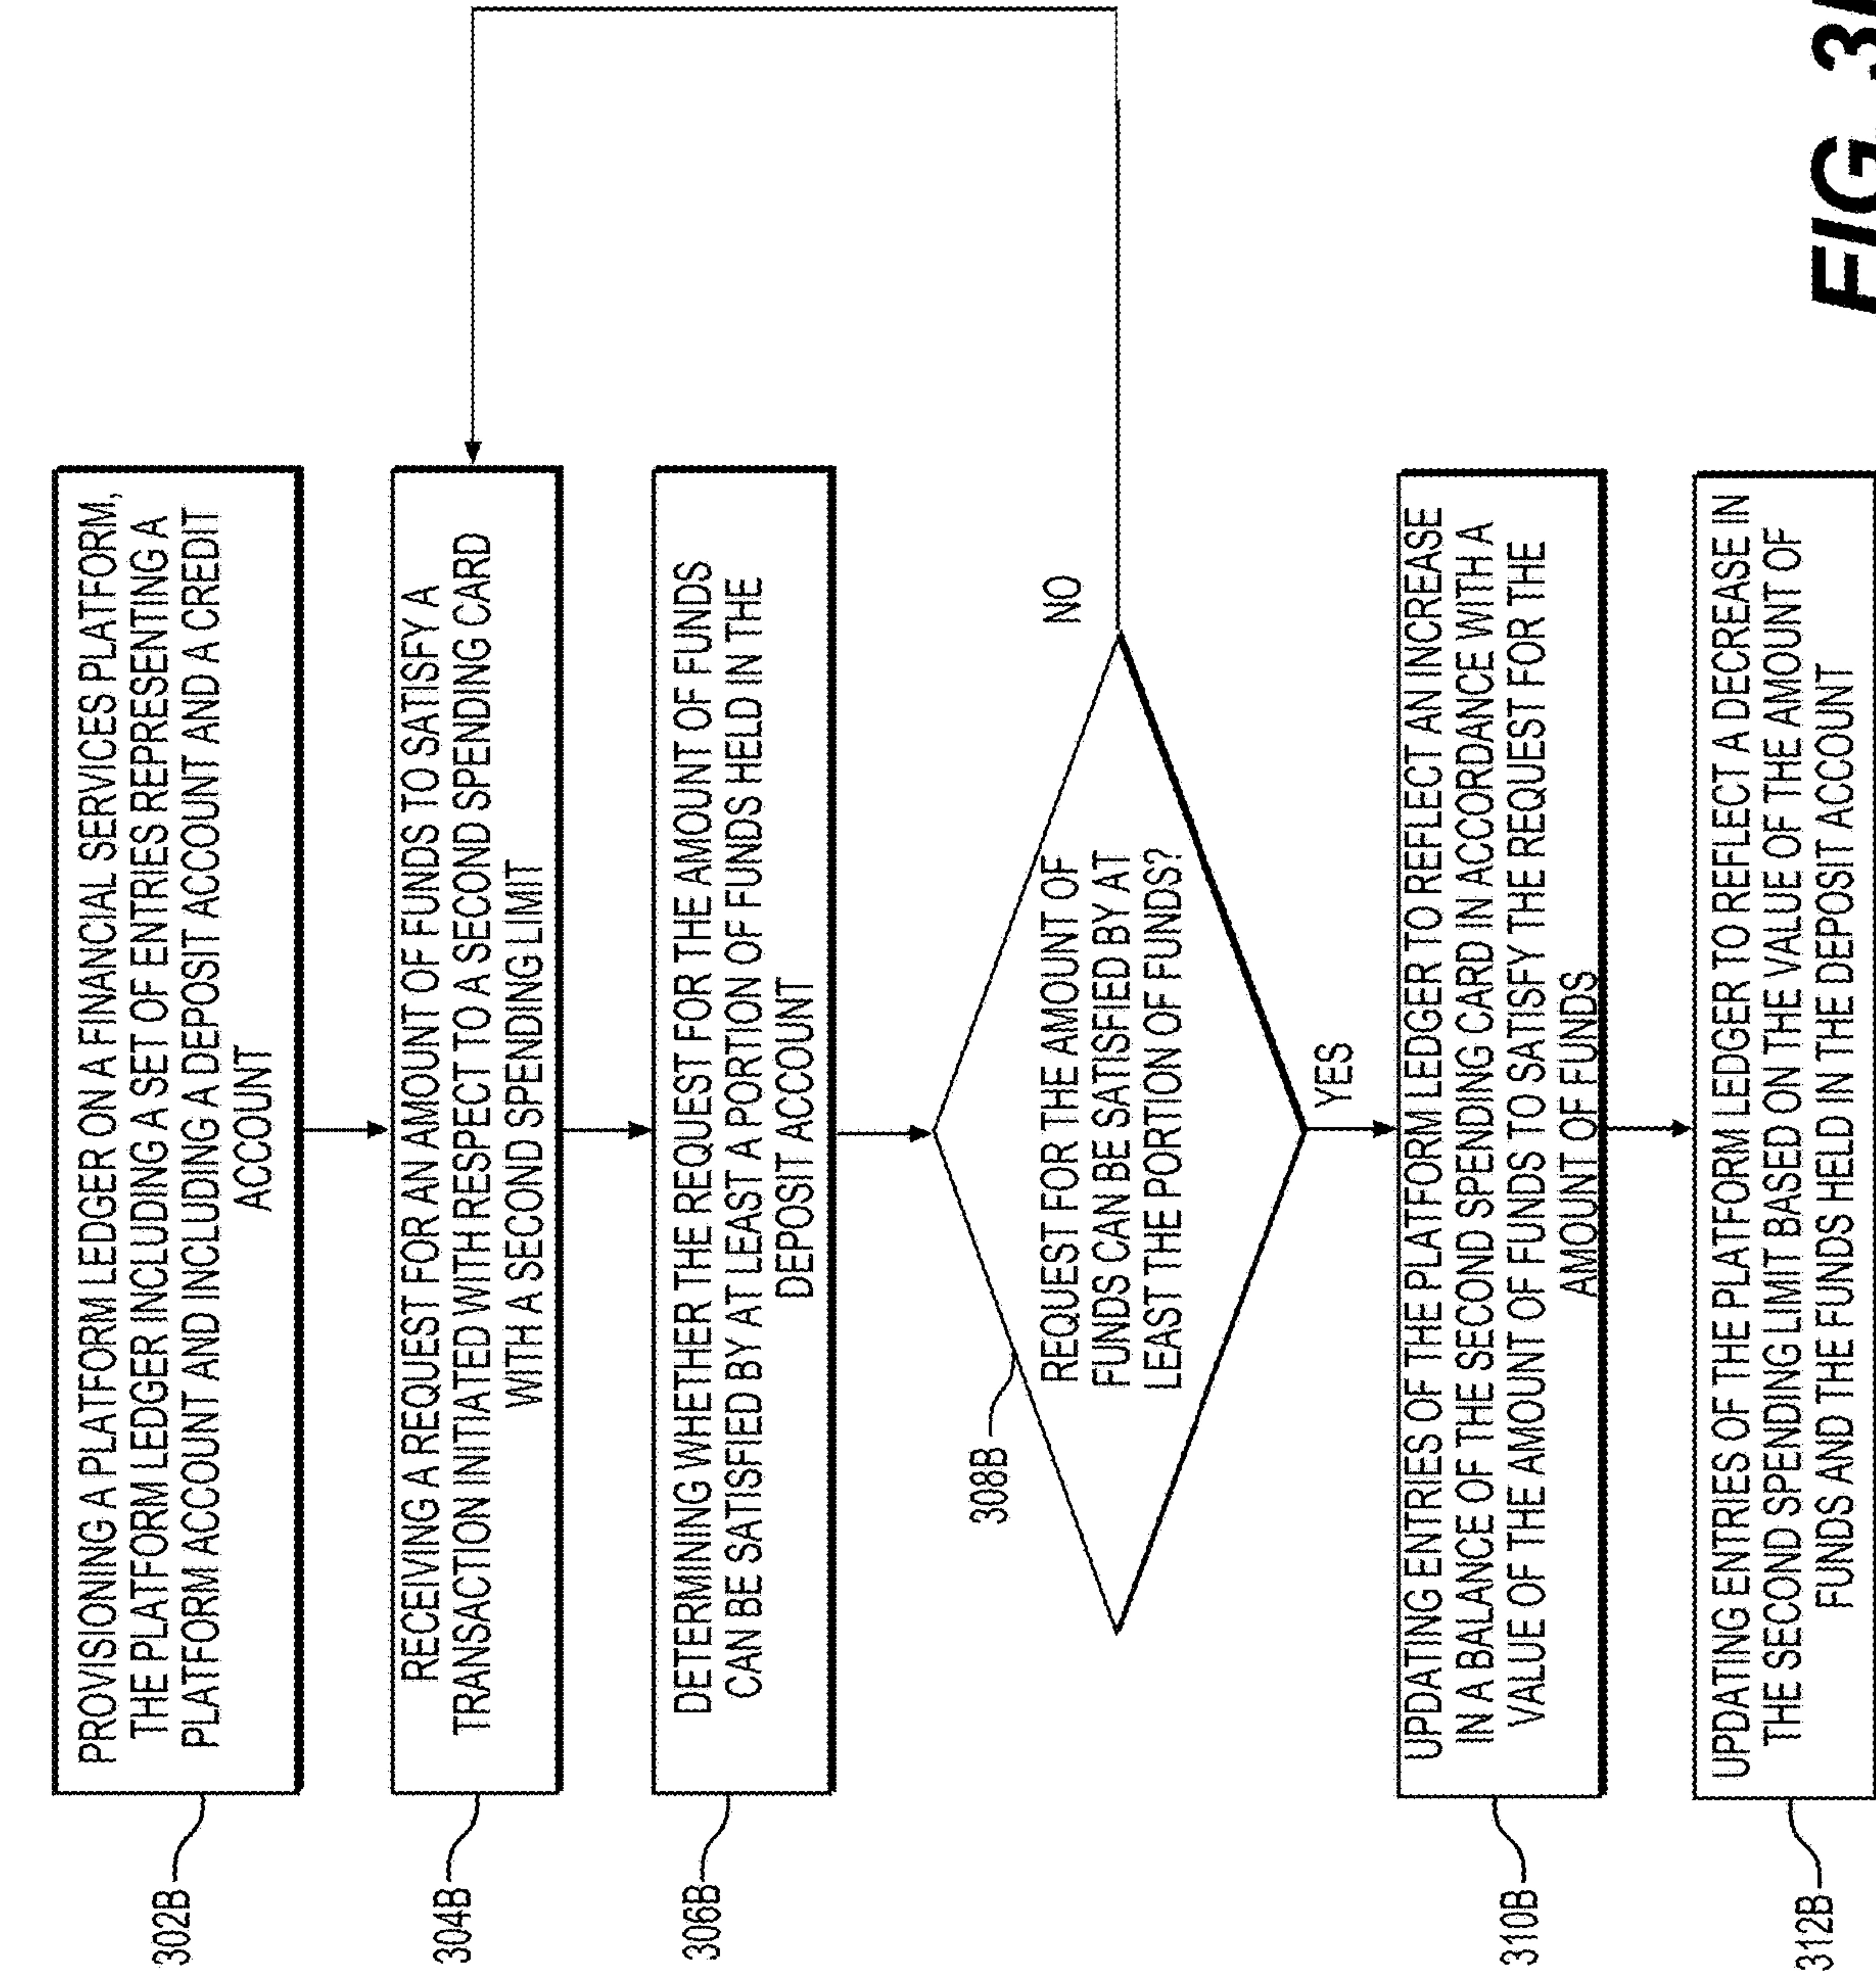 302B
PROVISIONING A PLATFORM LEDGER ON A FINANCIAL SERVICES PLATFORM,
THE PLATFORM LEDGER INCLUDING A SET OF ENTRIES REPRESENTING A
PLATFORM ACCOUNT AND INCLUDING A DEPOSIT ACCOUNT AND A CREDIT
ACCOUNT
304B
RECEIVING A REQUEST FOR AN AMOUNT OF FUNDS TO SATISFY A
TRANSACTION INITIATED WITH RESPECT TO A SECOND SPENDING CARD
WITH A SECOND SPENDING LIMIT
306B
DETERMINING WHETHER THE REQUEST FOR THE AMOUNT OF FUNDS
CAN BE SATISFIED BY AT LEAST A PORTION OF FUNDS HELD IN THE
DEPOSIT ACCOUNT
308B
REQUEST FOR THE AMOUNT OF
FUNDS CAN BE SATISFIED BY AT
LEAST THE PORTION OF FUNDS?
NO
YES
310B
UPDATING ENTRIES OF THE PLATFORM LEDGER TO REFLECT AN INCREASE
IN A BALANCE OF THE SECOND SPENDING CARD IN ACCORDANCE WITH A
VALUE OF THE AMOUNT OF FUNDS TO SATISFY THE REQUEST FOR THE
AMOUNT OF FUNDS
312B
UPDATING ENTRIES OF THE PLATFORM LEDGER TO REFLECT A DECREASE IN
THE SECOND SPENDING LIMIT BASED ON THE VALUE OF THE AMOUNT OF
FUNDS AND THE FUNDS HELD IN THE DEPOSIT ACCOUNT
FIG. 3